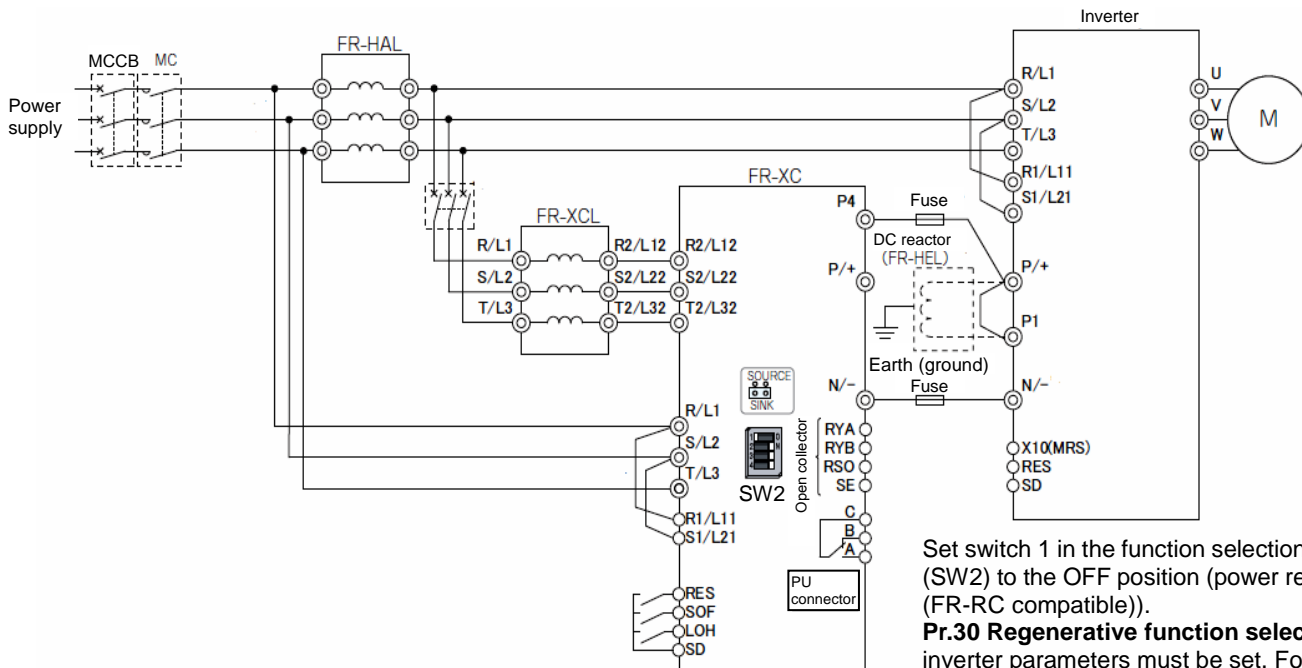 Inverter
FR-HAL
MCCB MC
R/L1
U
Power
supply
S/L2
V
M
T/L3
W
R1/L11
S1/L21
FR-XC
P4
Fuse
FR-XCL
DC reactor
(FR-HEL)
R/L1
R2/L12
R2/L12
P/+
P/+
S/L2
S2/L22
S2/L22
T/L3
T2/L32
T2/L32
P1
Earth (ground)
SOURCE
SINK
N/-
Fuse
N/-
R/L1
RYA
S/L2
RYB
X10(MRS)
Open collector
RSO
RES
T/L3
SE
SD
1
2
3
4
O
N
SW2
C
R1/L11
B
S1/L21
A
PU
connector
RES
SOF
LOH
SD
Set switch 1 in the function selection
(SW2) to the OFF position (power re
(FR-RC compatible)).
Pr.30 Regenerative function selec
inverter parameters must be set. Fo